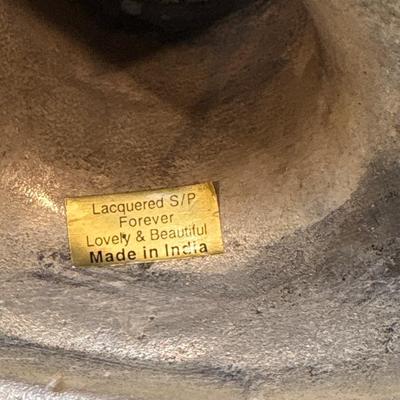 Lacquered S/P
Forever
Lovely & Beautiful
Made in India